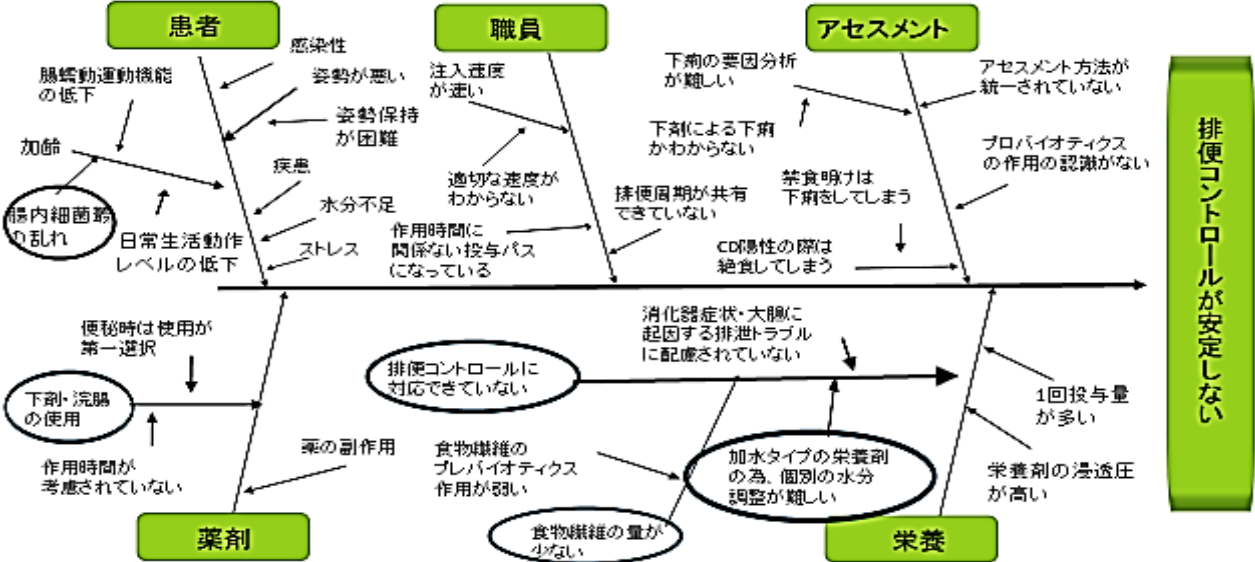 患者
職員
アセスメント
感染性
腸蠕動運動機能
の低下
姿勢が悪い
姿勢保持
が困難
加齢
疾患
腸内細菌叢
の乱れ
水分不足
日常生活動作
レベルの低下
ストレス
注入速度
が速い
適切な速度が
わからない
排便周期が共有
できていない
作用時間に
関係ない投与パス
になっている
下痢の要因分析
が難しい
アセスメント方法が
統一されていない
下剤による下痢
かわからない
プロバイオティクス
の作用の認識がない
禁食明けは
下痢をしてしまう
CD陽性の際は
絶食してしまう
排便コントロールが安定しない
便秘時は使用が
第一選択
下剤・浣腸
の使用
作用時間が
考慮されていない
薬の副作用
薬剤
消化器症状・大腸に
起因する排泄トラブル
に配慮されていない
排便コントロールに
対応できていない
食物繊維の
プレバイオティクス
作用が弱い
加水タイプの栄養剤
の為、個別の水分
調整が難しい
食物繊維の量が
少ない
1回投与量
が多い
栄養剤の浸透圧
が高い
栄養